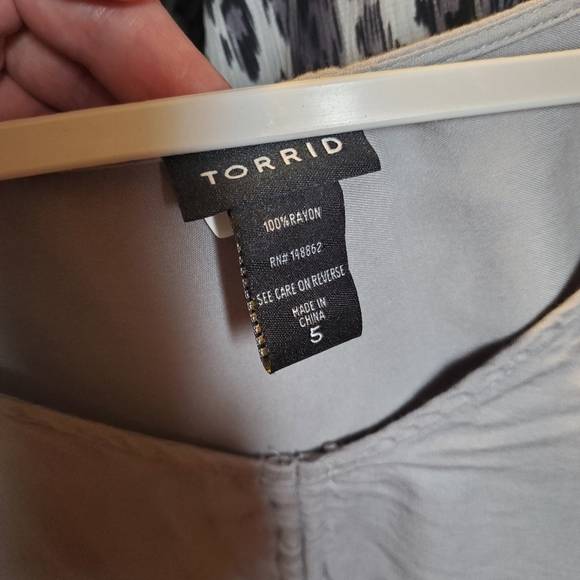 TORRID
100% RAYON
RN# 148862
SEE CARE ON REVERSE
MADE IN
CHINA
5